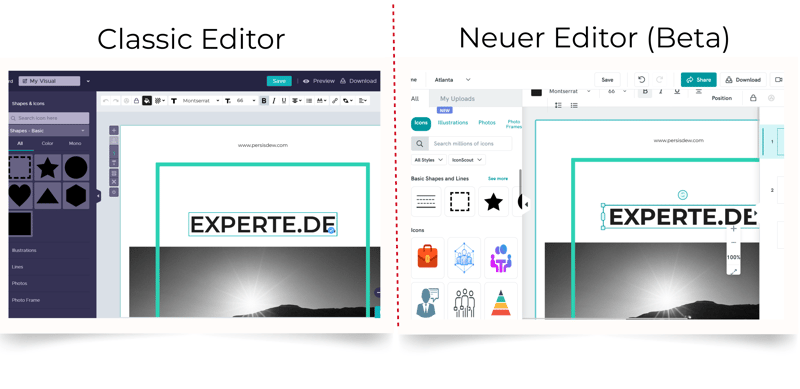 Classic Editor
My Visual
Save
Preview
Download
Shapes & Icons
Montserrat
66
B
I
U
Search icon here
Shapes - Basic
All
Color
Mono
Illustrations
Lines
Photos
Photo Frame
www.persisdew.com
EXPERTE.DE
Neuer Editor (Beta)
Atlanta
Save
Share
Download
All
My Uploads
NEW
Montserrat
66
B
I
U
Position
Icons
Illustrations
Photos
Photo Frames
Search millions of icons
All Styles
IconScout
Basic Shapes and Lines
See more
Icons
www.persisdew.com
EXPERTE.DE
100%
1
2